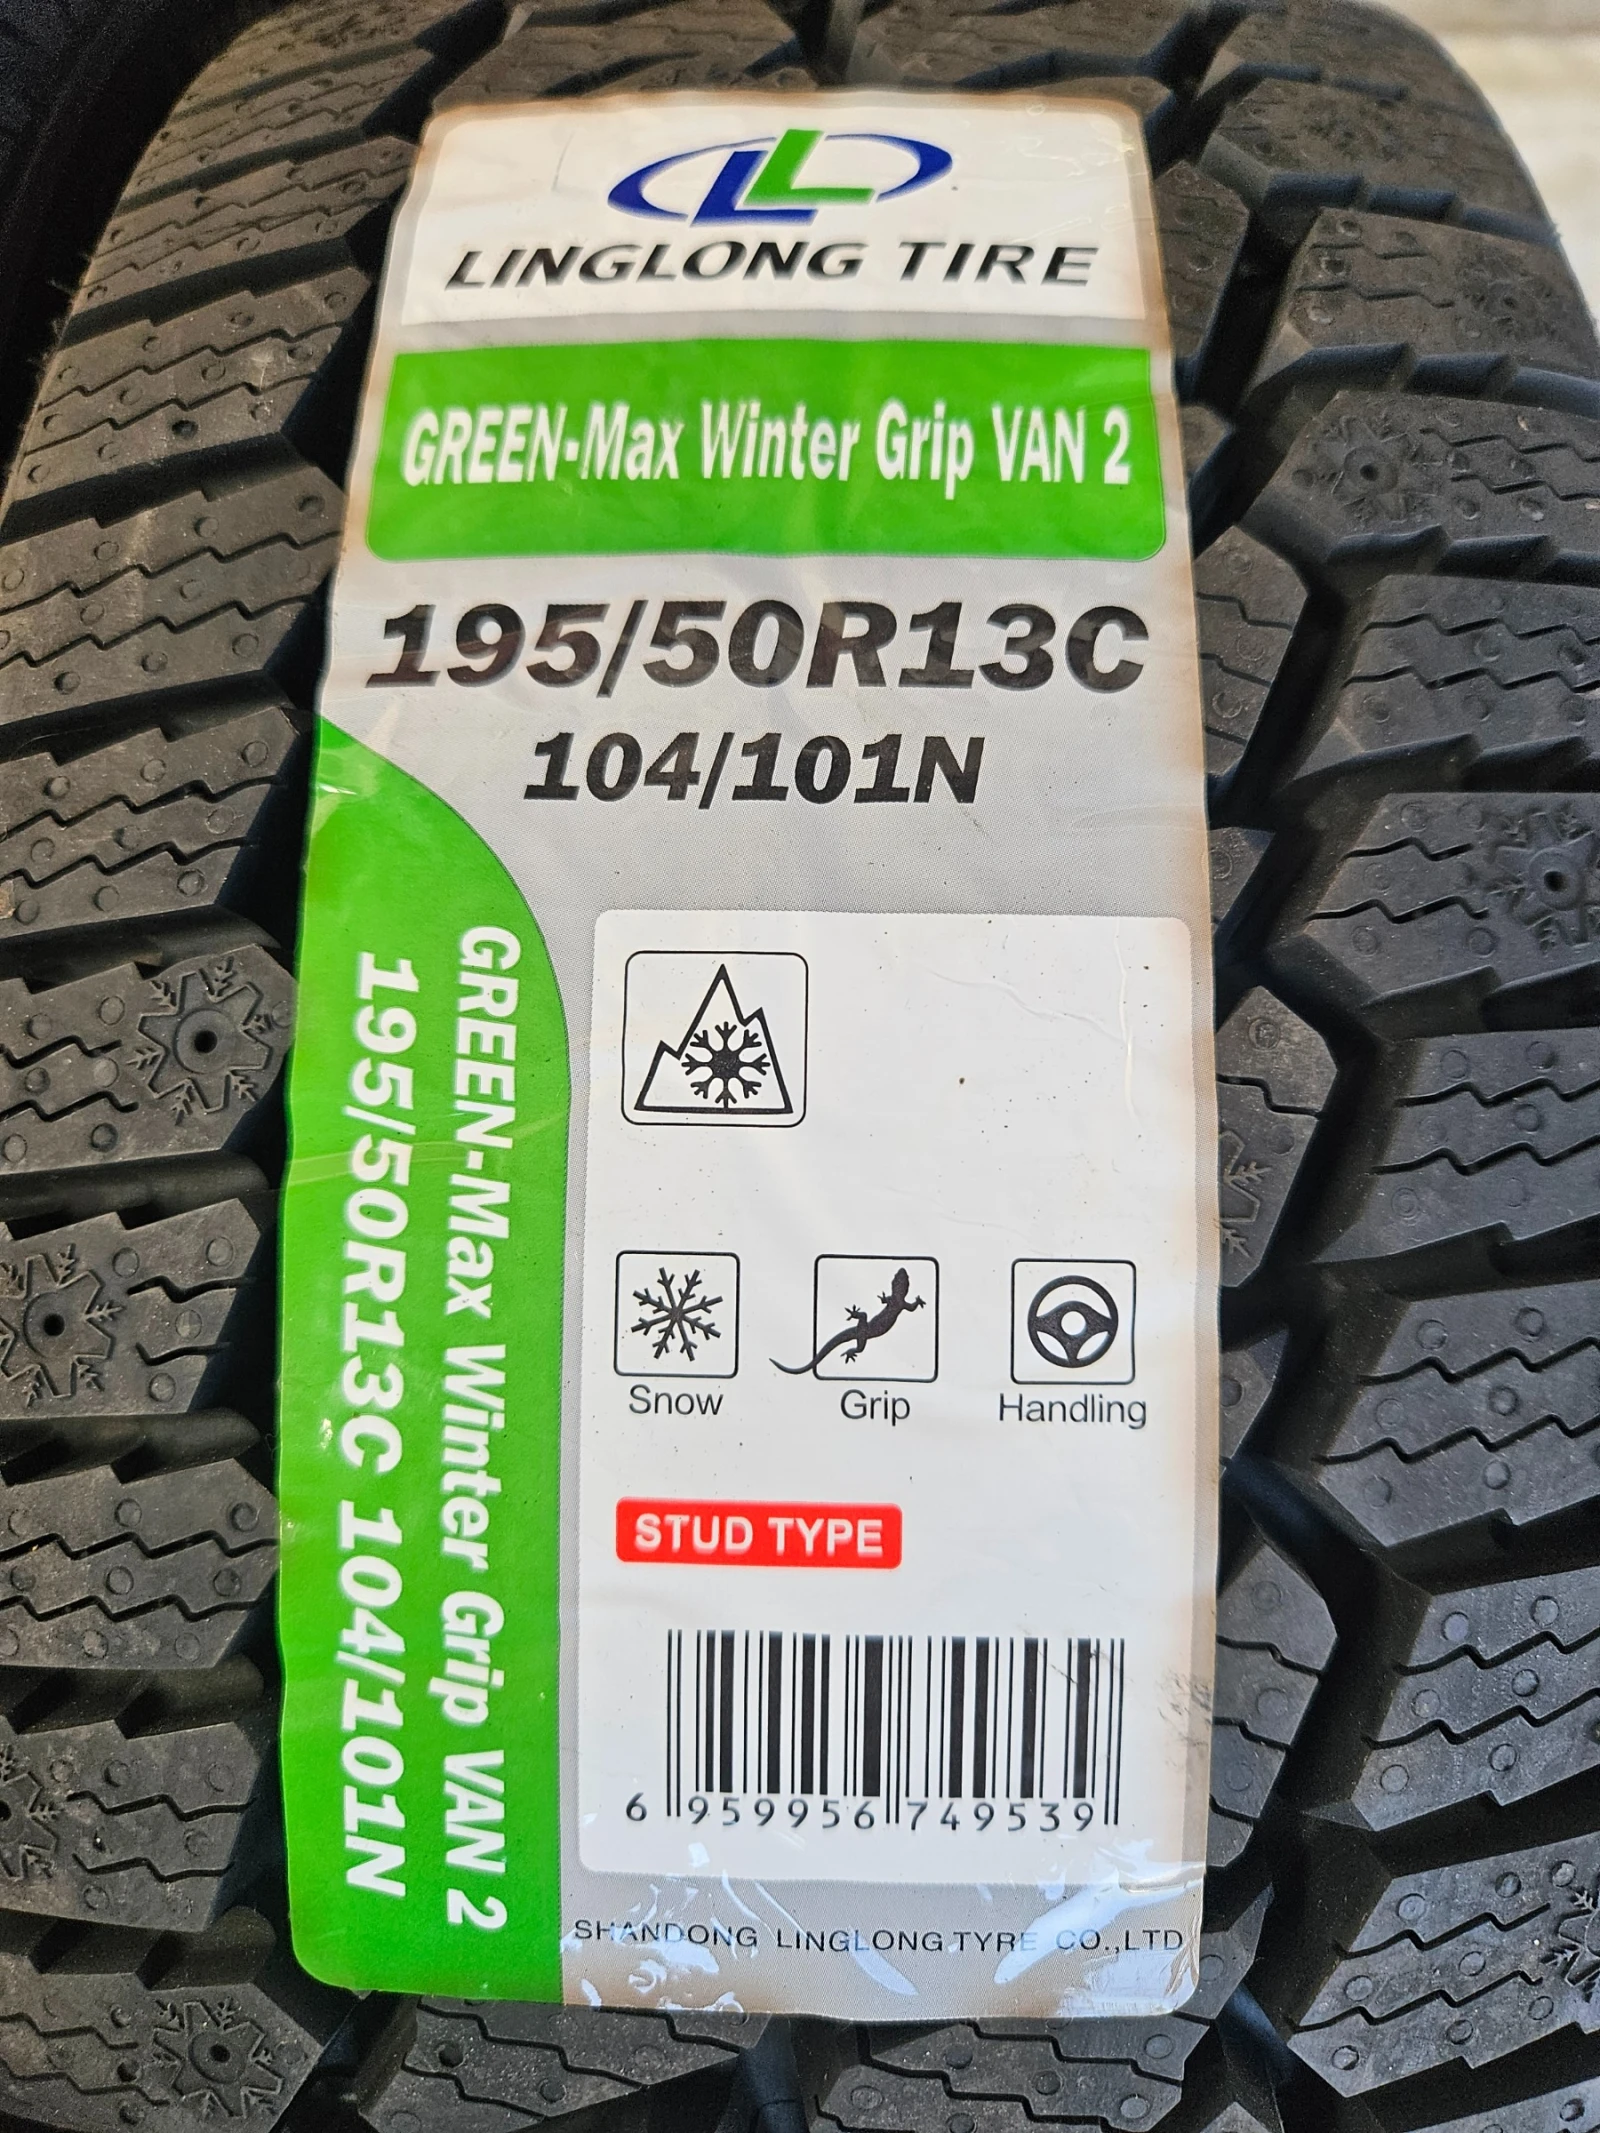 LINGLONG TIRE
GREEN-Max Winter Grip VAN 2
195/50R13C
104/101N
GREEN-Max Winter Grip VAN 2
195/50R13C 104/101N
Snow Grip Handling
STUD TYPE
6 959956 749539
SHANDONG LINGLONG TYRE CO.,LTD